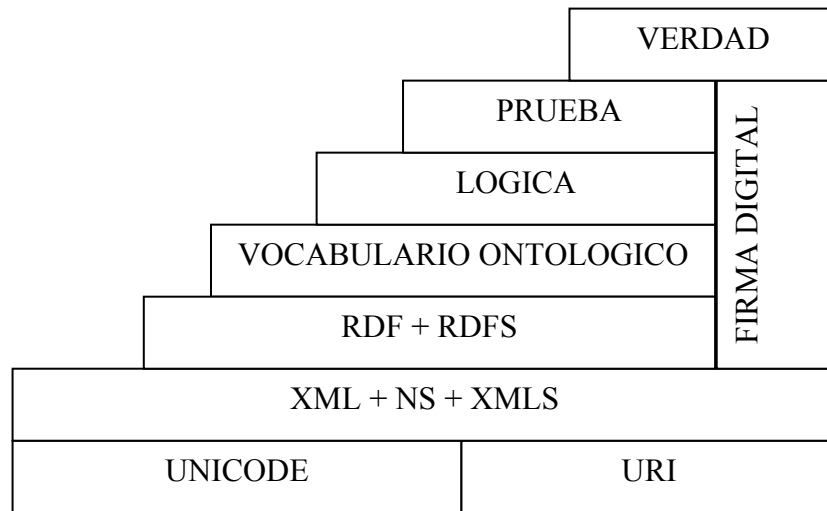 VERDAD
PRUEBA
LOGICA
VOCABULARIO ONTOLOGICO
RDF + RDFS
FIRMA DIGITAL
XML + NS + XMLS
UNICODE
URI